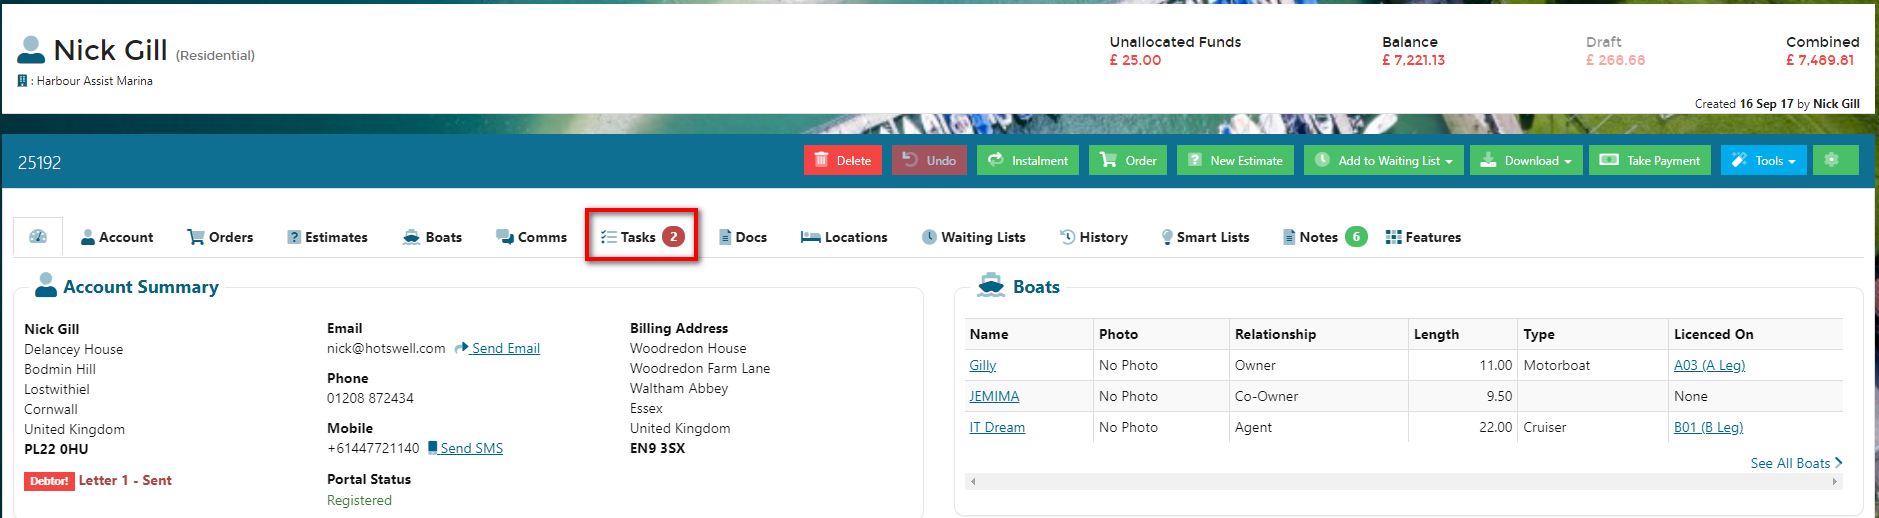 Nick Gill (Residential)
: Harbour Assist Marina
Unallocated Funds
£ 25.00
Balance
£ 7,221.13
Draft
£ 268.68
Combined
£ 7,489.81
Created 16 Sep 17 by Nick Gill
25192
Delete
Undo
Instalment
Order
New Estimate
Add to Waiting List
Download
Take Payment
Tools
Account
Orders
Estimates
Boats
Comms
Tasks 2
Docs
Locations
Waiting Lists
History
Smart Lists
Notes 6
Features
Account Summary
Nick Gill
Delancey House
Bodmin Hill
Lostwithiel
Cornwall
United Kingdom
PL22 0HU
Debtor! Letter 1 - Sent
Email
nick@hotswell.com Send Email
Phone
01208 872434
Mobile
+61447721140 Send SMS
Portal Status
Registered
Billing Address
Woodredon House
Woodredon Farm Lane
Waltham Abbey
Essex
United Kingdom
EN9 3SX
Boats
Name Photo Relationship Length Type Licenced On
Gilly No Photo Owner 11.00 Motorboat A03 (A Leg)
JEMIMA No Photo Co-Owner 9.50 None
IT Dream No Photo Agent 22.00 Cruiser B01 (B Leg)
See All Boats